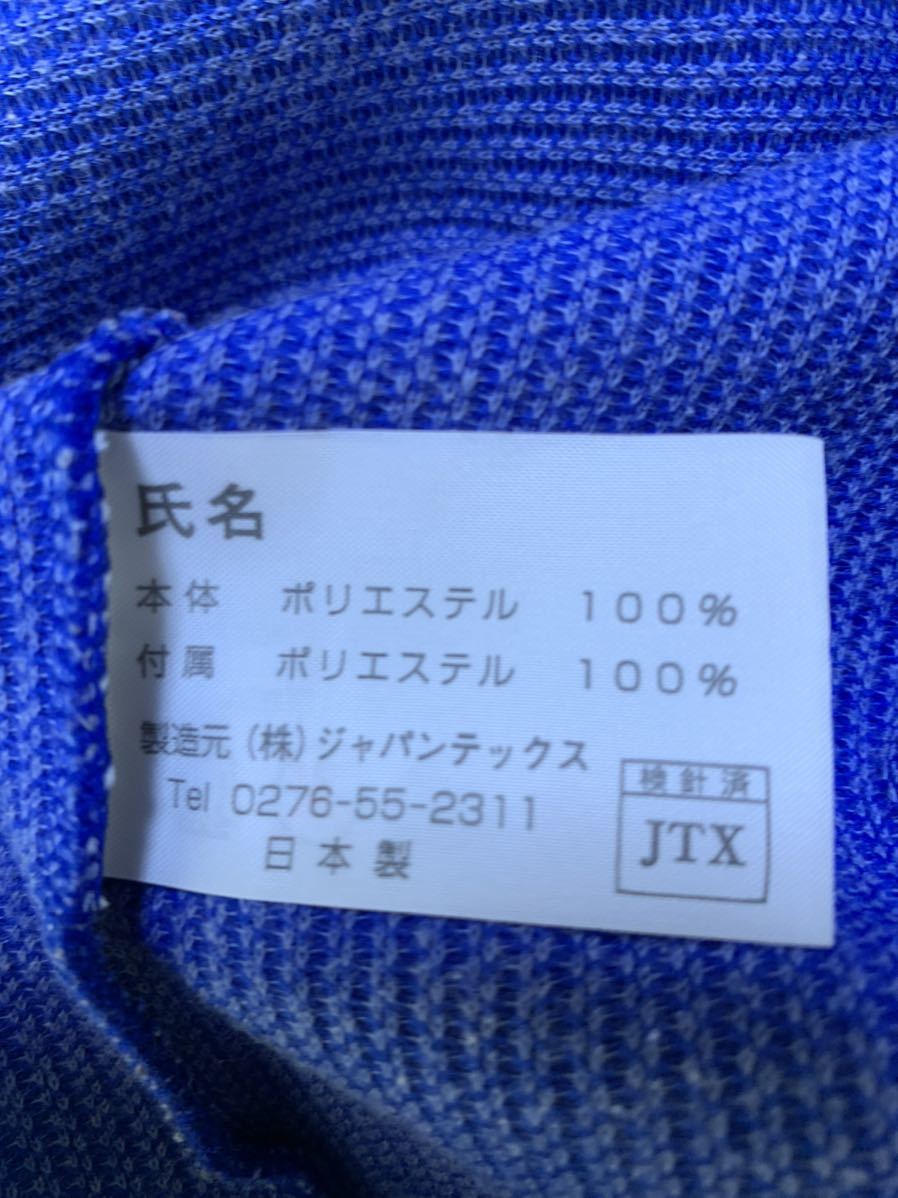 氏名
本体　ポリエステル　１００％
付属　ポリエステル　１００％
製造元 (株)ジャパンテックス
Tel 0276-55-2311
日本製
検針済
JTX